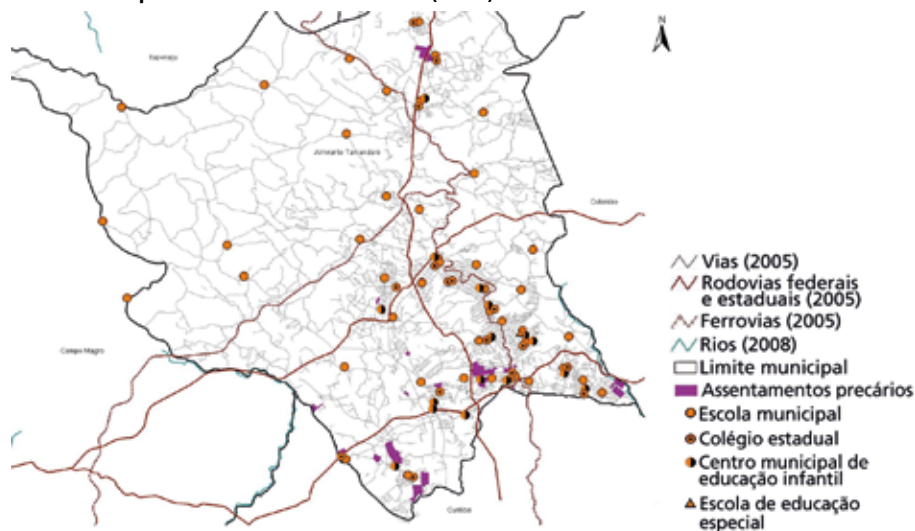 Itaperuçu
Almirante Tamandaré
Colombo
Campo Magro
Curitiba
N
Vias (2005)
Rodovias federais
e estaduais (2005)
Ferrovias (2005)
Rios (2008)
Limite municipal
Assentamentos precários
Escola municipal
Colégio estadual
Centro municipal de
educação infantil
Escola de educação
especial